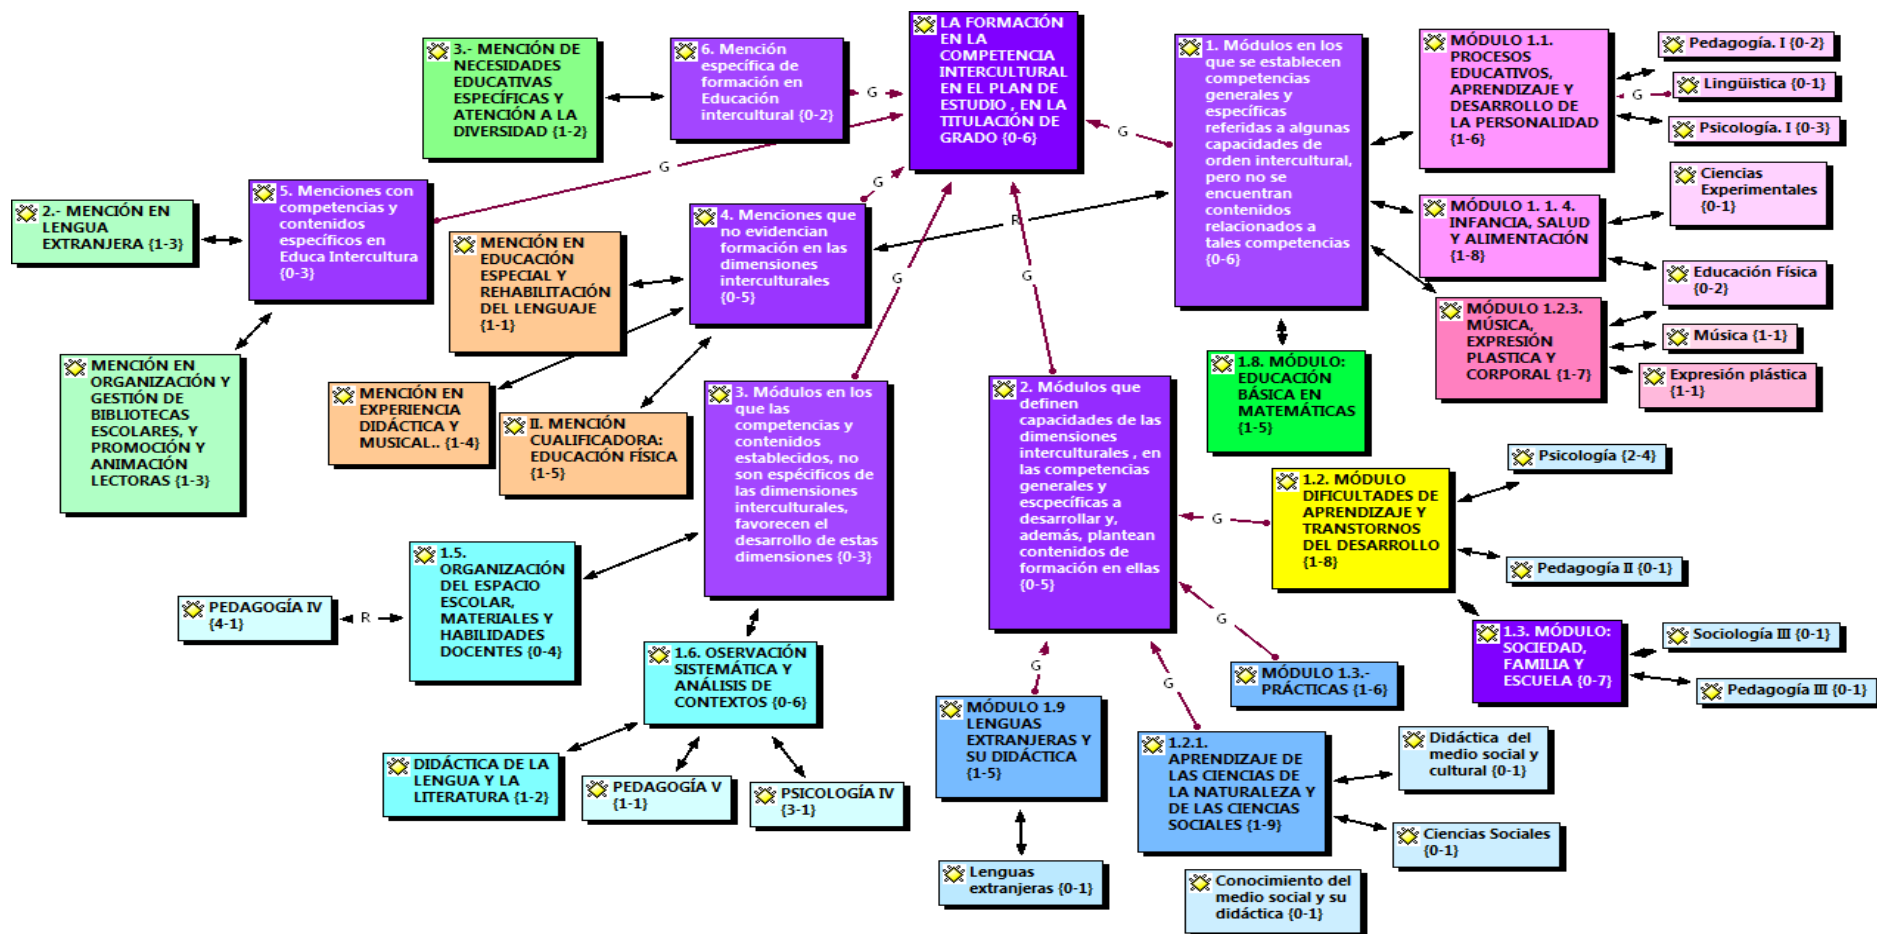 3.- MENCIÓN DE
NECESIDADES
EDUCATIVAS
ESPECÍFICAS Y
ATENCIÓN A LA
DIVERSIDAD {1-2}
6. Mención
específica de
formación en
Educación
intercultural {0-2}
LA FORMACIÓN
EN LA
COMPETENCIA
INTERCULTURAL
EN EL PLAN DE
ESTUDIO , EN LA
TITULACIÓN DE
GRADO {0-6}
1. Módulos en los
que se establecen
competencias
generales y
específicas
referidas a algunas
capacidades de
orden intercultural,
pero no se
encuentran
contenidos
relacionados a
tales competencias
{0-6}
MÓDULO 1.1.
PROCESOS
EDUCATIVOS,
APRENDIZAJE Y
DESARROLLO DE
LA PERSONALIDAD
{1-6}
Pedagogía. I {0-2}
Lingüistica {0-1}
Psicología. I {0-3}
G
G
G
G
G
R
G
G
2.- MENCIÓN EN
LENGUA
EXTRANJERA {1-3}
5. Menciones con
competencias y
contenidos
específicos en
Educa Intercultura
{0-3}
MENCIÓN EN
EDUCACIÓN
ESPECIAL Y
REHABILITACIÓN
DEL LENGUAJE
{1-1}
4. Menciones que
no evidencian
formación en las
dimensiones
interculturales
{0-5}
MÓDULO 1. 1. 4.
INFANCIA, SALUD
Y ALIMENTACIÓN
{1-8}
Ciencias
Experimentales
{0-1}
Educación Física
{0-2}
MÓDULO 1.2.3.
MÚSICA,
EXPRESIÓN
PLASTICA Y
CORPORAL {1-7}
Música {1-1}
Expresión plástica
{1-1}
MENCIÓN EN
ORGANIZACIÓN Y
GESTIÓN DE
BIBLIOTECAS
ESCOLARES, Y
PROMOCIÓN Y
ANIMACIÓN
LECTORAS {1-3}
MENCIÓN EN
EXPERIENCIA
DIDÁCTICA Y
MUSICAL.. {1-4}
II. MENCIÓN
CUALIFICADORA:
EDUCACIÓN FÍSICA
{1-5}
3. Módulos en los
que las
competencias y
contenidos
establecidos, no
son espécificos de
las dimensiones
interculturales,
favorecen el
desarrollo de estas
dimensiones {0-3}
2. Módulos que
definen
capacidades de las
dimensiones
interculturales , en
las competencias
generales y
escpecíficas a
desarrollar y,
además, plantean
contenidos de
formación en ellas
{0-5}
1.8. MÓDULO:
EDUCACIÓN
BÁSICA EN
MATEMÁTICAS
{1-5}
1.2. MÓDULO
DIFICULTADES DE
APRENDIZAJE Y
TRANSTORNOS
DEL DESARROLLO
{1-8}
Psicología {2-4}
Pedagogía II {0-1}
G
G
G
G
1.5.
ORGANIZACIÓN
DEL ESPACIO
ESCOLAR,
MATERIALES Y
HABILIDADES
DOCENTES {0-4}
PEDAGOGÍA IV
{4-1}
R
1.6. OSERVACIÓN
SISTEMÁTICA Y
ANÁLISIS DE
CONTEXTOS {0-6}
1.3. MÓDULO:
SOCIEDAD,
FAMILIA Y
ESCUELA {0-7}
Sociología III {0-1}
Pedagogía III {0-1}
MÓDULO 1.3.-
PRÁCTICAS {1-6}
MÓDULO 1.9
LENGUAS
EXTRANJERAS Y
SU DIDÁCTICA
{1-5}
1.2.1.
APRENDIZAJE DE
LAS CIENCIAS DE
LA NATURALEZA Y
DE LAS CIENCIAS
SOCIALES {1-9}
Didáctica del
medio social y
cultural {0-1}
Ciencias Sociales
{0-1}
DIDÁCTICA DE LA
LENGUA Y LA
LITERATURA {1-2}
PEDAGOGÍA V
{1-1}
PSICOLOGÍA IV
{3-1}
Lenguas
extranjeras {0-1}
Conocimiento del
medio social y su
didáctica {0-1}